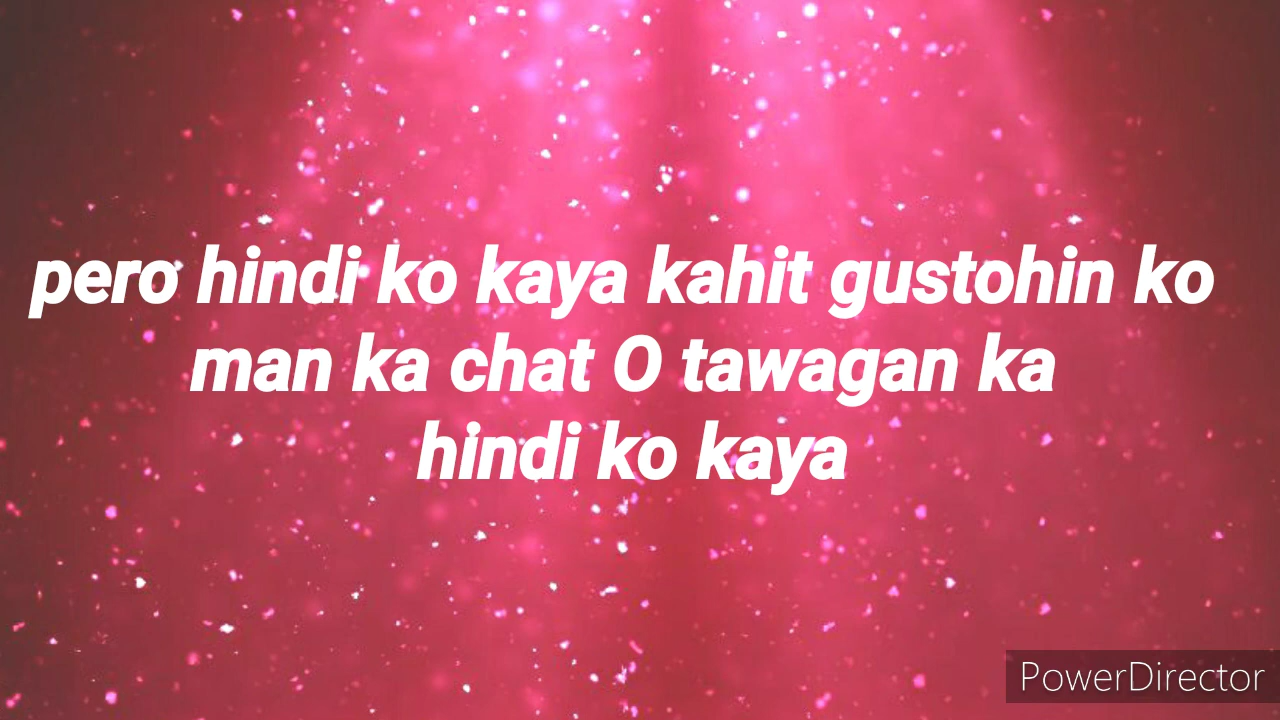 pero hindi ko kaya kahit gustohin ko
man ka chat O tawagan ka
hindi ko kaya
PowerDirector